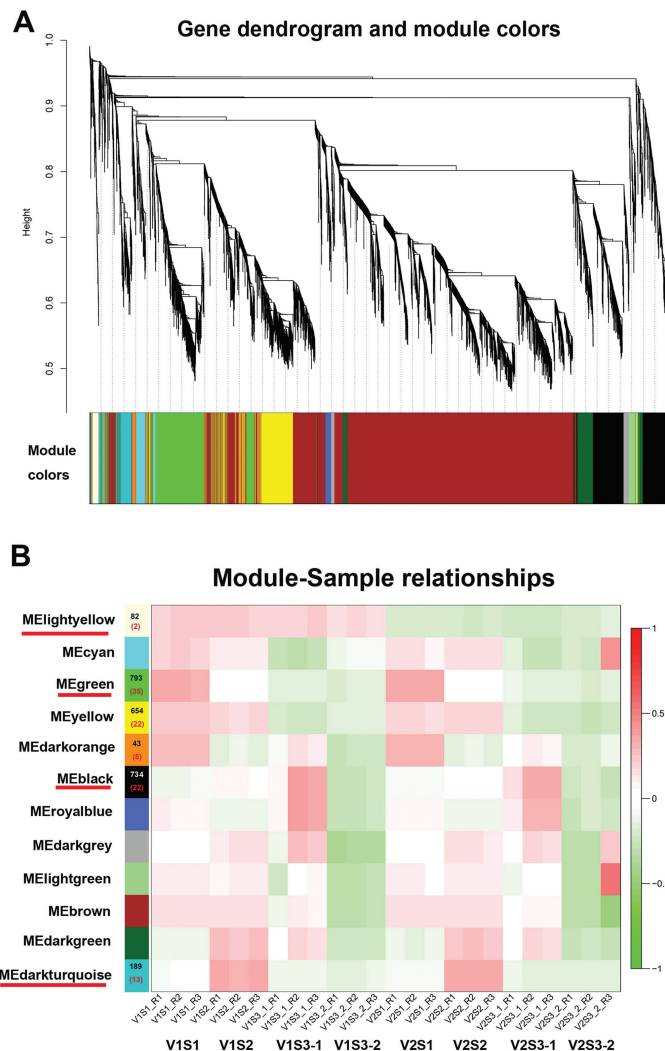 A
Gene dendrogram and module colors
1.0
0.9
0.8
0.7
0.6
0.5
Height
Module
colors
B
Module-Sample relationships
MElightyellow 82 (2)
MEcyan
MEgreen 793 (35)
MEyellow 654 (22)
MEdarkorange 43 (6)
MEblack 734 (22)
MEroyalblue
MEdarkgrey
MElightgreen
MEbrown
MEdarkgreen
MEdarkturquoise 189 (13)
1
0.5
0
−0.
−1
V1S1_R1 V1S1_R2 V1S1_R3 V1S2_R1 V1S2_R2 V1S2_R3 V1S3_1_R1 V1S3_1_R2 V1S3_1_R3 V1S3_2_R1 V1S3_2_R2 V1S3_2_R3 V2S1_R1 V2S1_R2 V2S1_R3 V2S2_R1 V2S2_R2 V2S2_R3 V2S3_1_R1 V2S3_1_R2 V2S3_1_R3 V2S3_2_R1 V2S3_2_R2 V2S3_2_R3
V1S1 V1S2 V1S3-1 V1S3-2 V2S1 V2S2 V2S3-1 V2S3-2